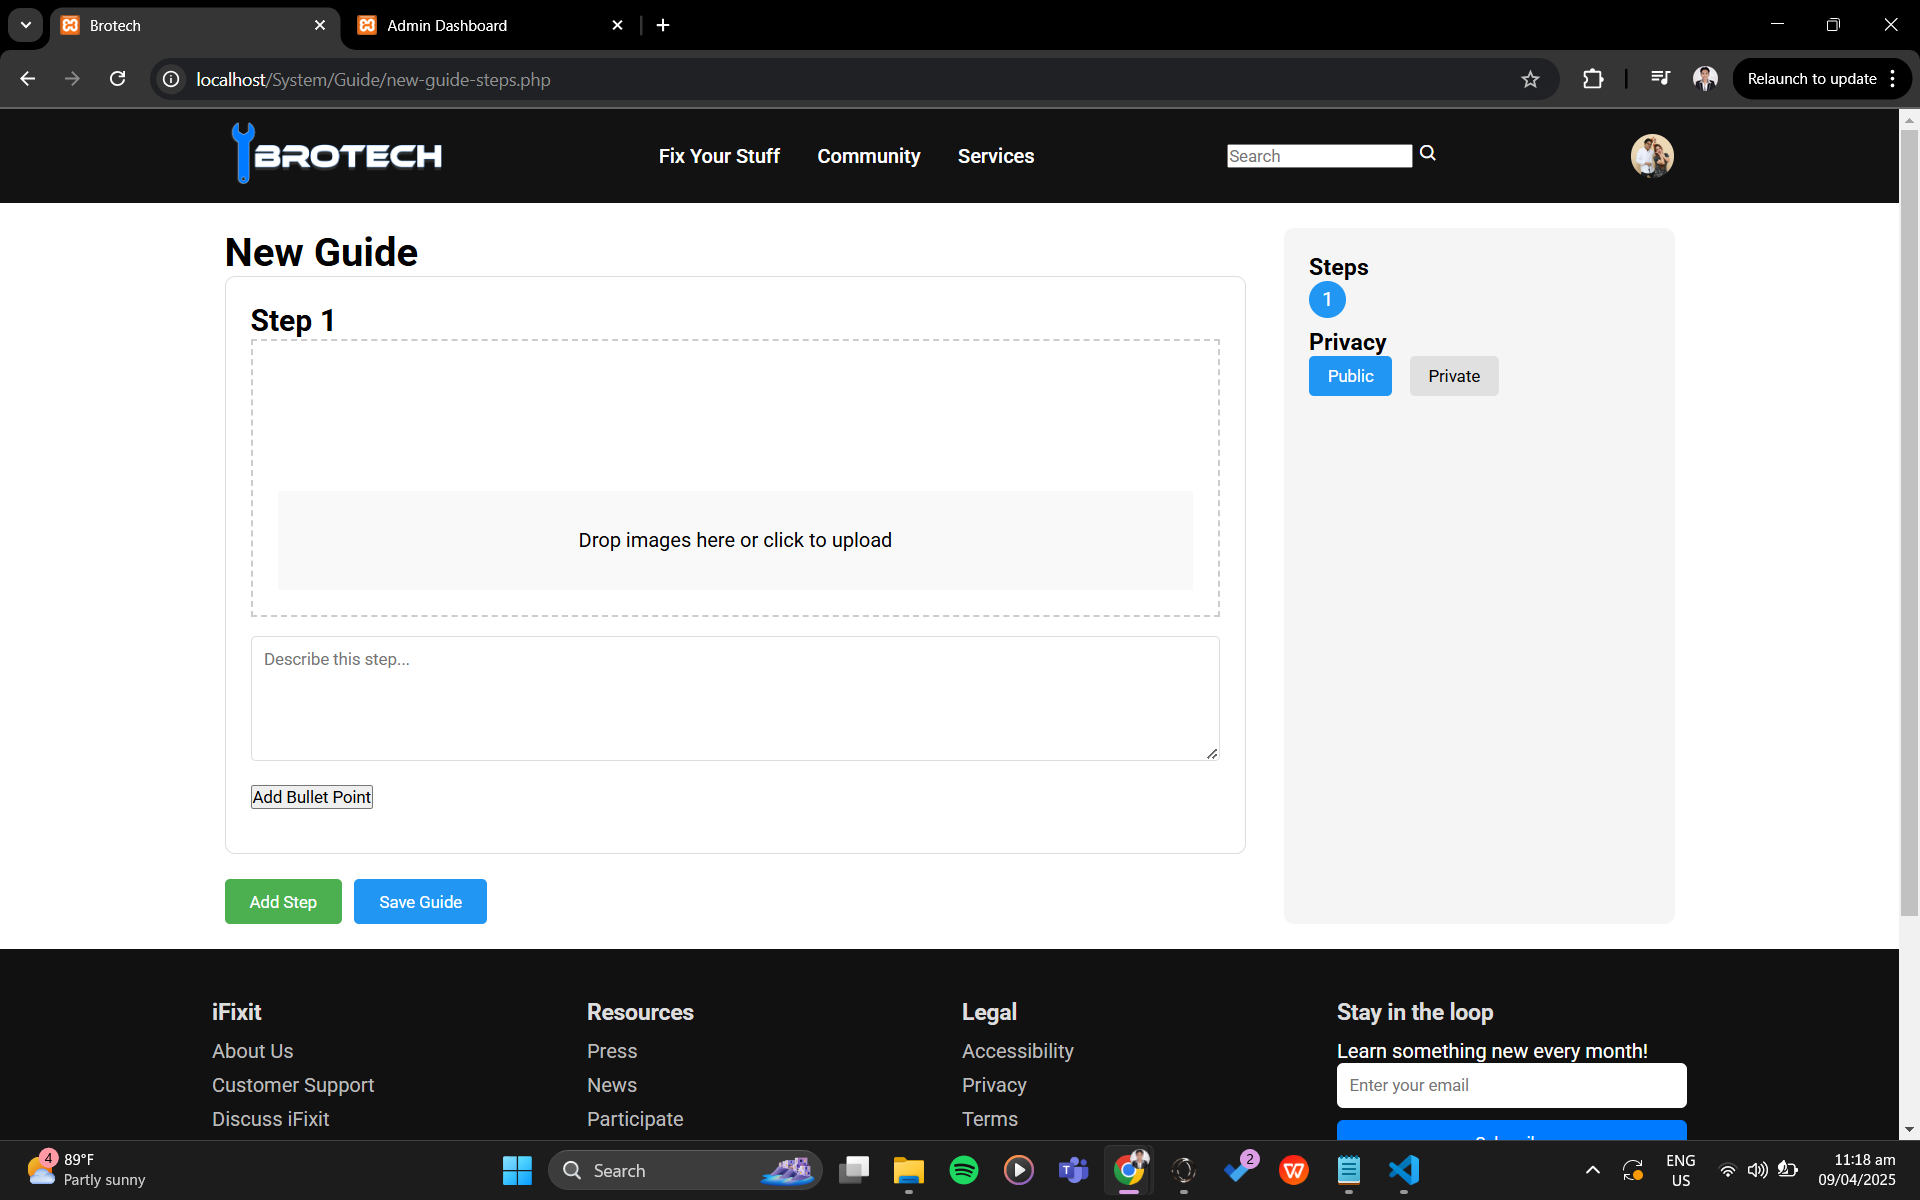 Brotech
Admin Dashboard
localhost/System/Guide/new-guide-steps.php
Relaunch to update
BROTECH
Fix Your Stuff
Community
Services
Search
New Guide
Step 1
Drop images here or click to upload
Describe this step...
Add Bullet Point
Add Step
Save Guide
Steps
1
Privacy
Public
Private
iFixit
About Us
Customer Support
Discuss iFixit
Resources
Press
News
Participate
Legal
Accessibility
Privacy
Terms
Stay in the loop
Learn something new every month!
Enter your email
4
89°F
Partly sunny
Search
2
ENG
US
11:18 am
09/04/2025